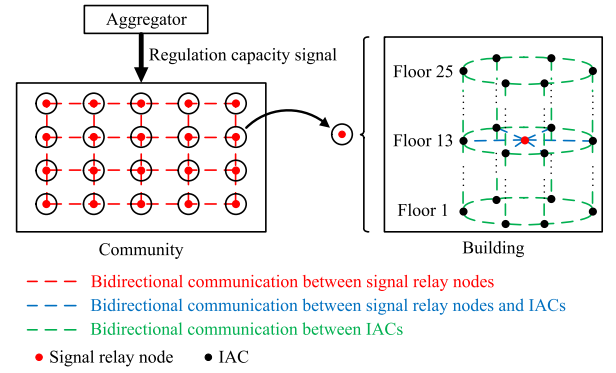 Aggregator
Regulation capacity signal
Floor 25
Floor 13
Floor 1
Community
Building
Bidirectional communication between signal relay nodes
Bidirectional communication between signal relay nodes and IACs
Bidirectional communication between IACs
Signal relay node IAC